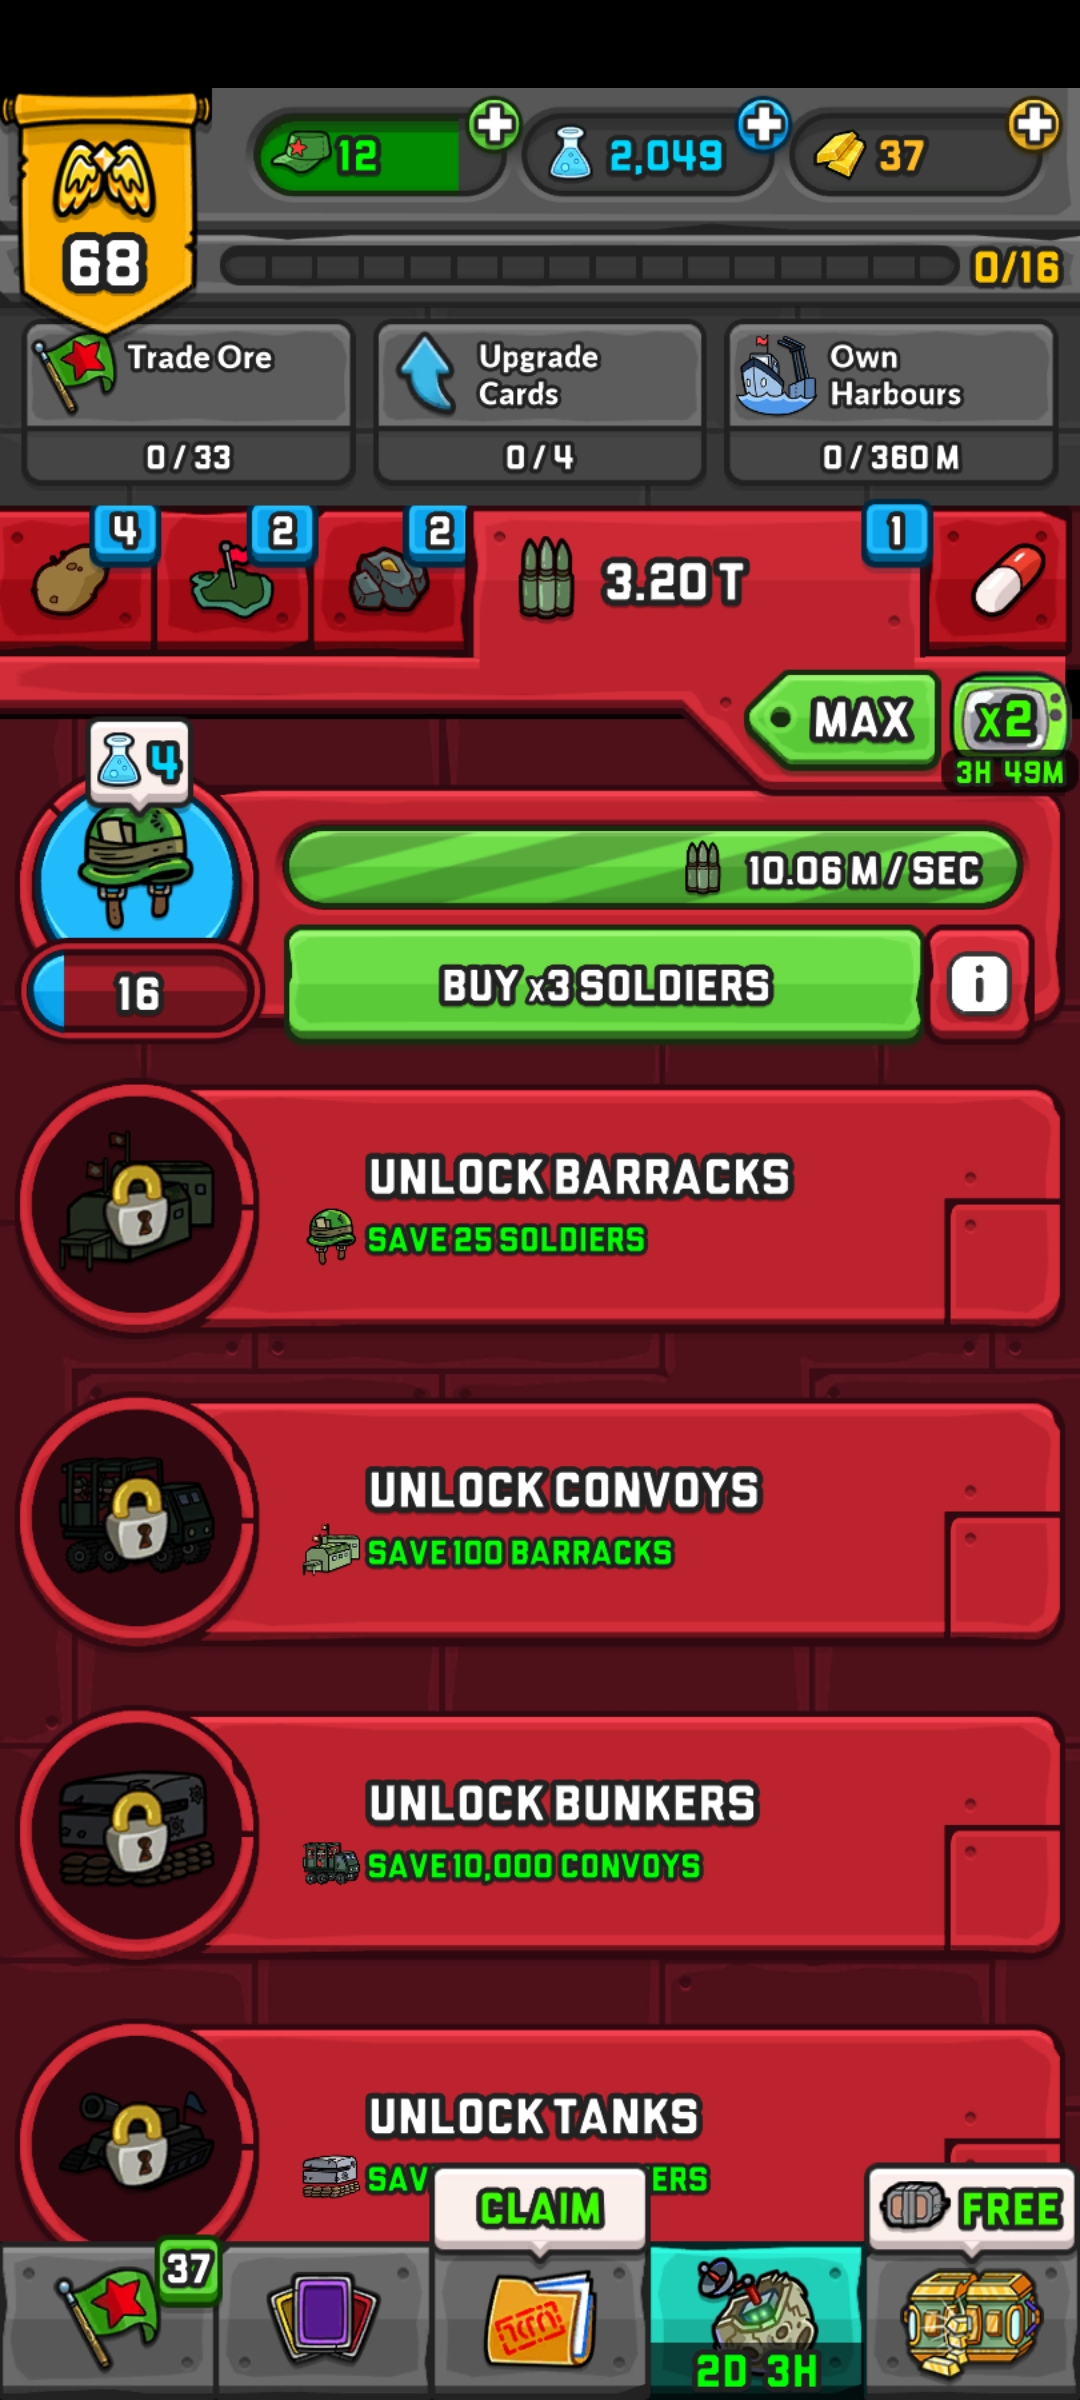 12
2,049
37
68
0/16
Trade Ore
0/33
Upgrade
Cards
0/4
Own
Harbours
0/360 M
4
2
2
3.20 T
1
MAX
x2
3H 49M
4
10.06 M / SEC
16
BUY x3 SOLDIERS
i
UNLOCK BARRACKS
SAVE 25 SOLDIERS
UNLOCK CONVOYS
SAVE 100 BARRACKS
UNLOCK BUNKERS
SAVE 10,000 CONVOYS
UNLOCK TANKS
CLAIM
FREE
37
2D 3H